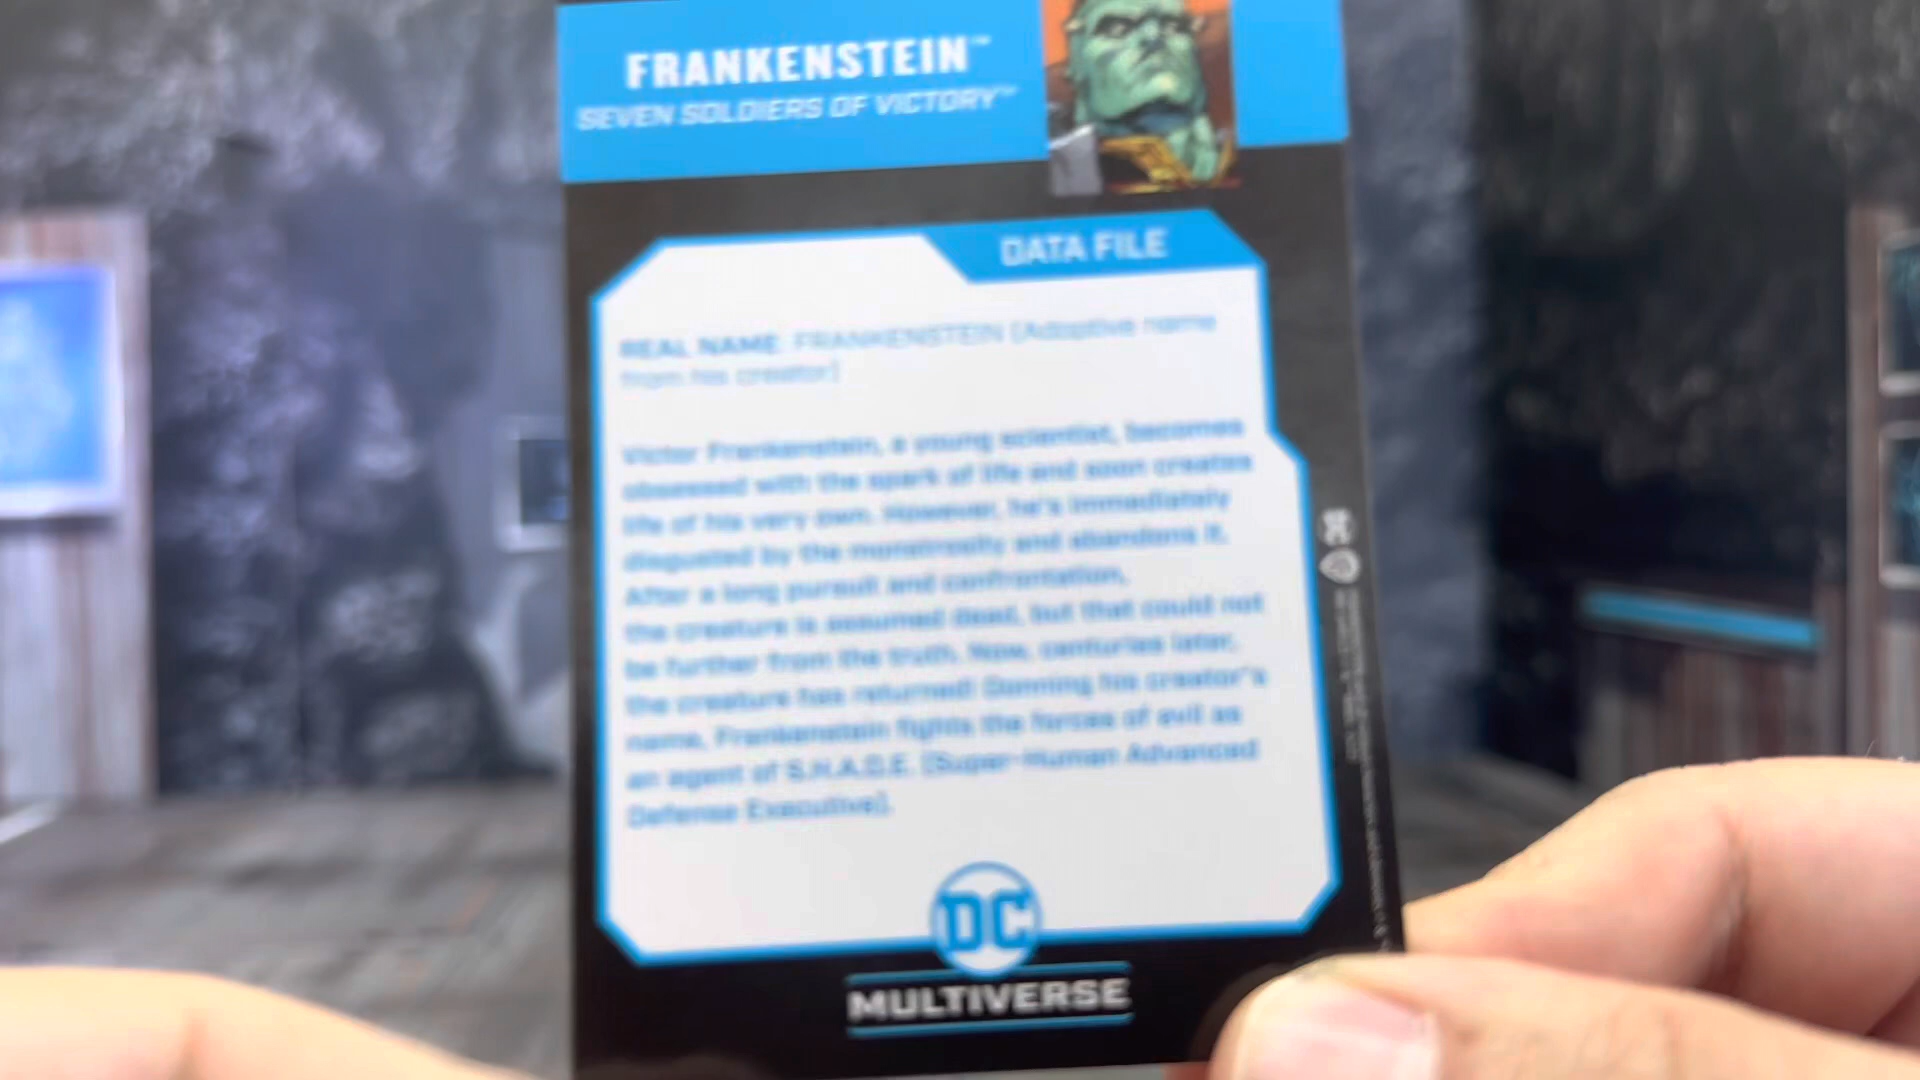 FRANKENSTEIN™
SEVEN SOLDIERS OF VICTORY™
DATA FILE
REAL NAME: FRANKENSTEIN (Adoptive name
from his creator)
Victor Frankenstein, a young scientist, becomes
obsessed with the spark of life and soon creates
life of his very own. However, he's immediately
disgusted by the monstrosity and abandons it.
After a long pursuit and confrontation,
the creature is assumed dead, but that could not
be further from the truth. Now, centuries later,
the creature has returned! Donning his creator's
name, Frankenstein fights the forces of evil as
an agent of S.H.A.D.E. (Super-Human Advanced
Defense Executive).
DC
MULTIVERSE